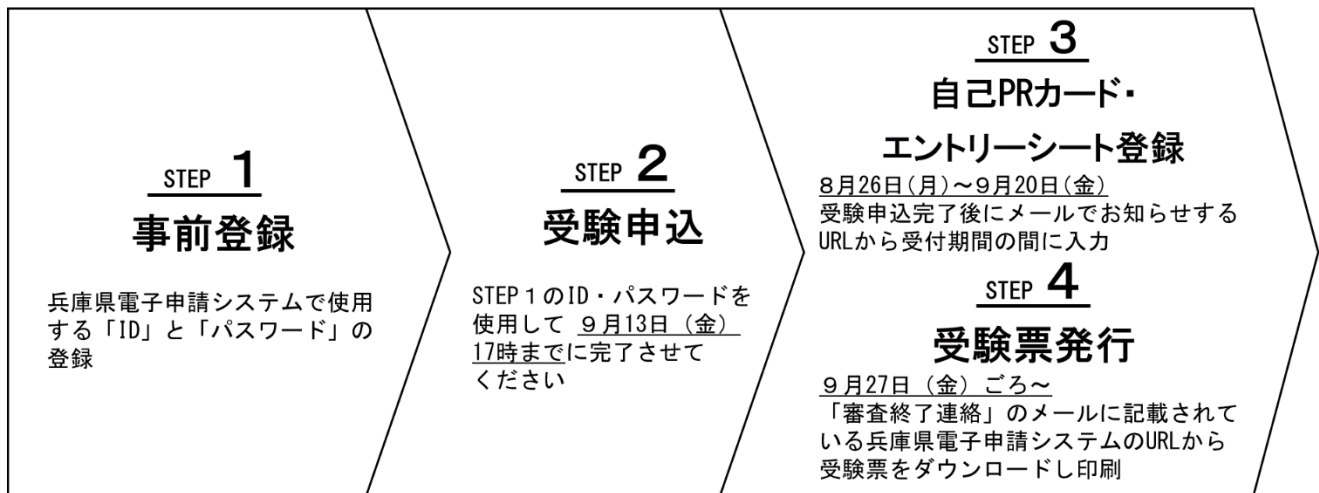 STEP 1
事前登録
兵庫県電子申請システムで使用
する「ID」と「パスワード」の
登録
STEP 2
受験申込
STEP１のID・パスワードを
使用して ９月13日（金）
17時までに完了させて
ください
STEP 3
自己PRカード・
エントリーシート登録
8月26日(月)～9月20日(金)
受験申込完了後にメールでお知らせする
URLから受付期間の間に入力
STEP 4
受験票発行
９月27日（金）ごろ～
「審査終了連絡」のメールに記載されて
いる兵庫県電子申請システムのURLから
受験票をダウンロードし印刷